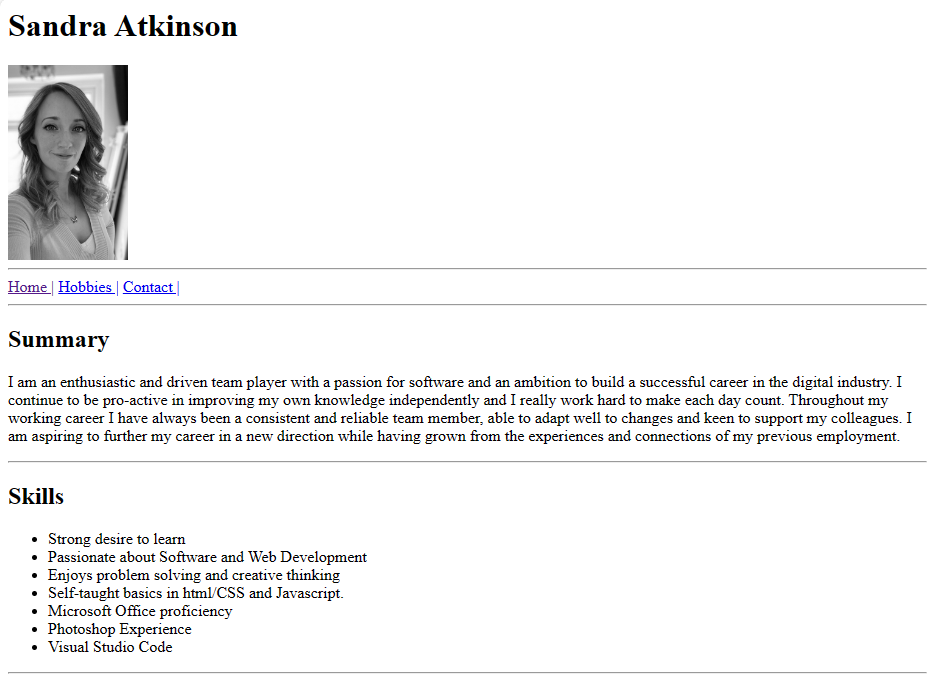 Sandra Atkinson
Home | Hobbies | Contact |
Summary
I am an enthusiastic and driven team player with a passion for software and an ambition to build a successful career in the digital industry. I
continue to be pro-active in improving my own knowledge independently and I really work hard to make each day count. Throughout my
working career I have always been a consistent and reliable team member, able to adapt well to changes and keen to support my colleagues. I
am aspiring to further my career in a new direction while having grown from the experiences and connections of my previous employment.
Skills
• Strong desire to learn
• Passionate about Software and Web Development
• Enjoys problem solving and creative thinking
• Self-taught basics in html/CSS and Javascript.
• Microsoft Office proficiency
• Photoshop Experience
• Visual Studio Code